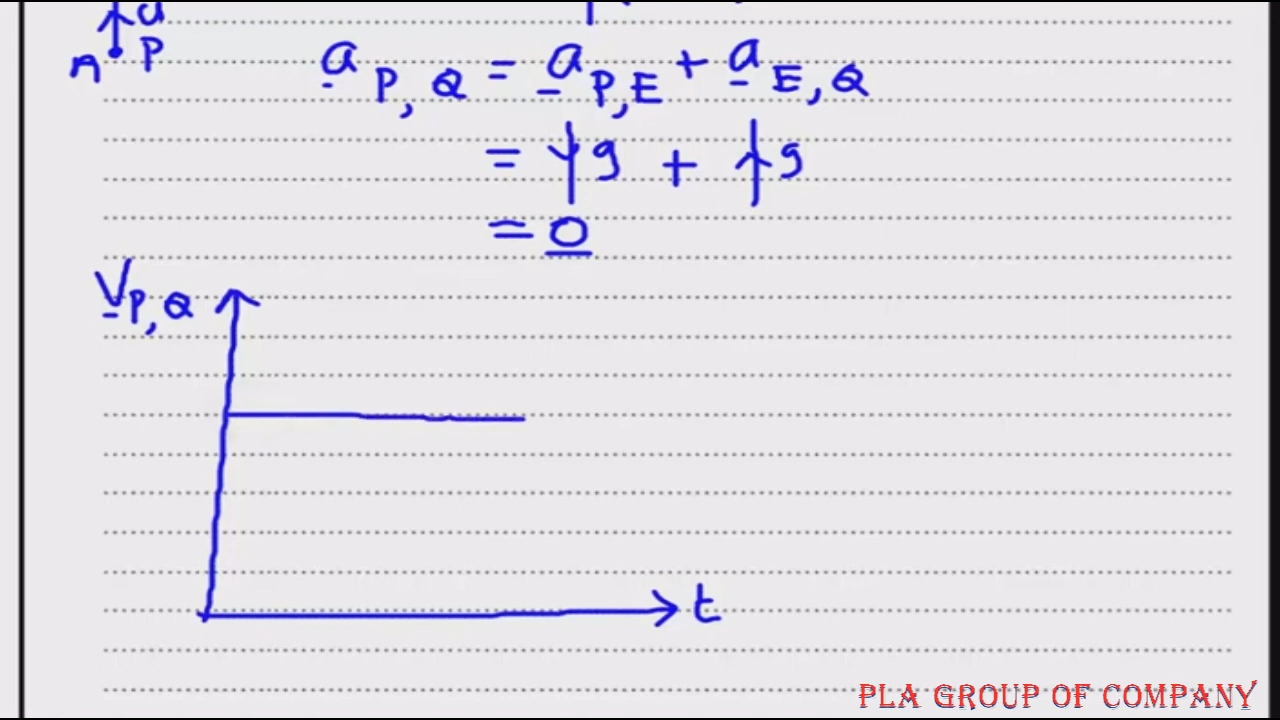 A P
a P, Q = a P,E + a E, Q
= ↓g + ↑g
= 0
V P, Q
t
PLA GROUP OF COMPANY